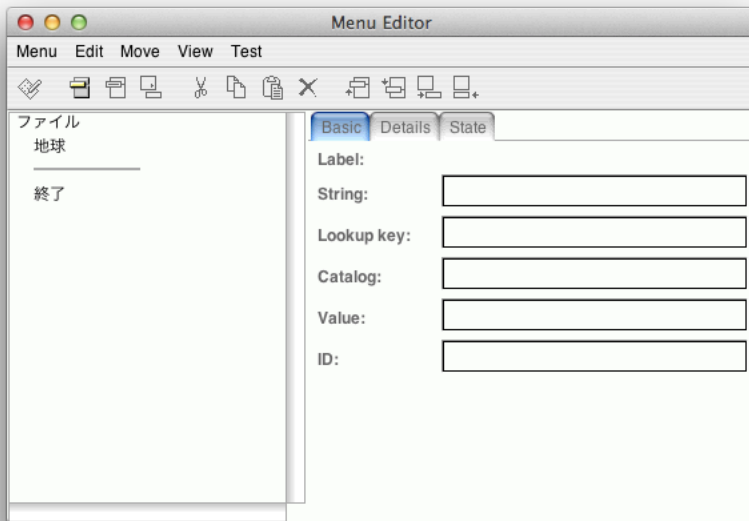 Menu Editor
Menu Edit Move View Test
ファイル
地球
終了
Basic Details State
Label:
String:
Lookup key:
Catalog:
Value:
ID: